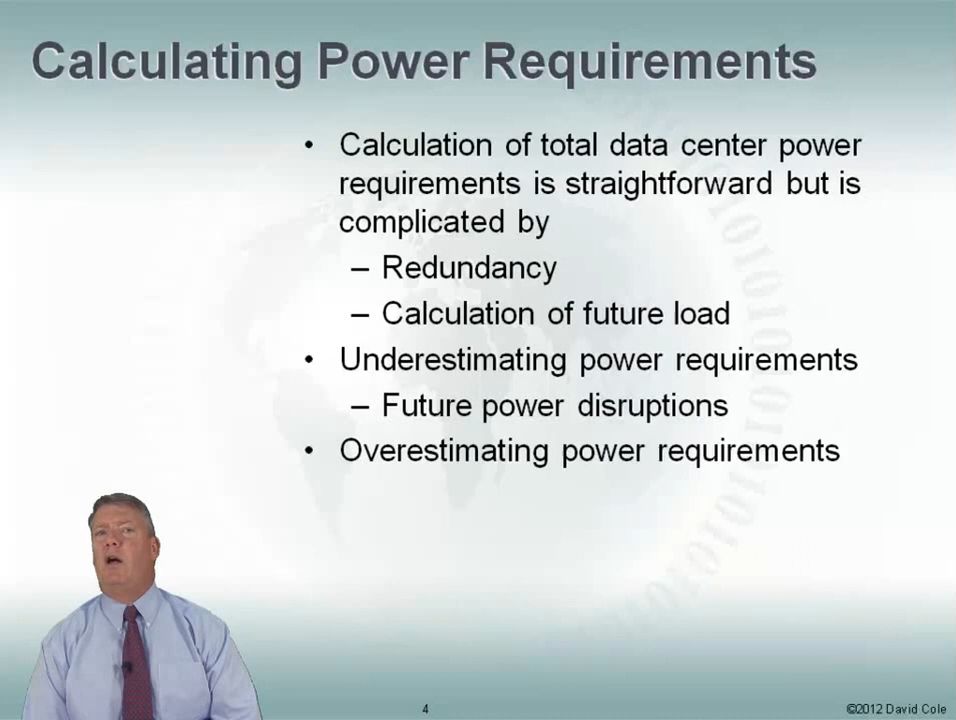 Calculating Power Requirements
• Calculation of total data center power
requirements is straightforward but is
complicated by
– Redundancy
– Calculation of future load
• Underestimating power requirements
– Future power disruptions
• Overestimating power requirements
4
©2012 David Cole